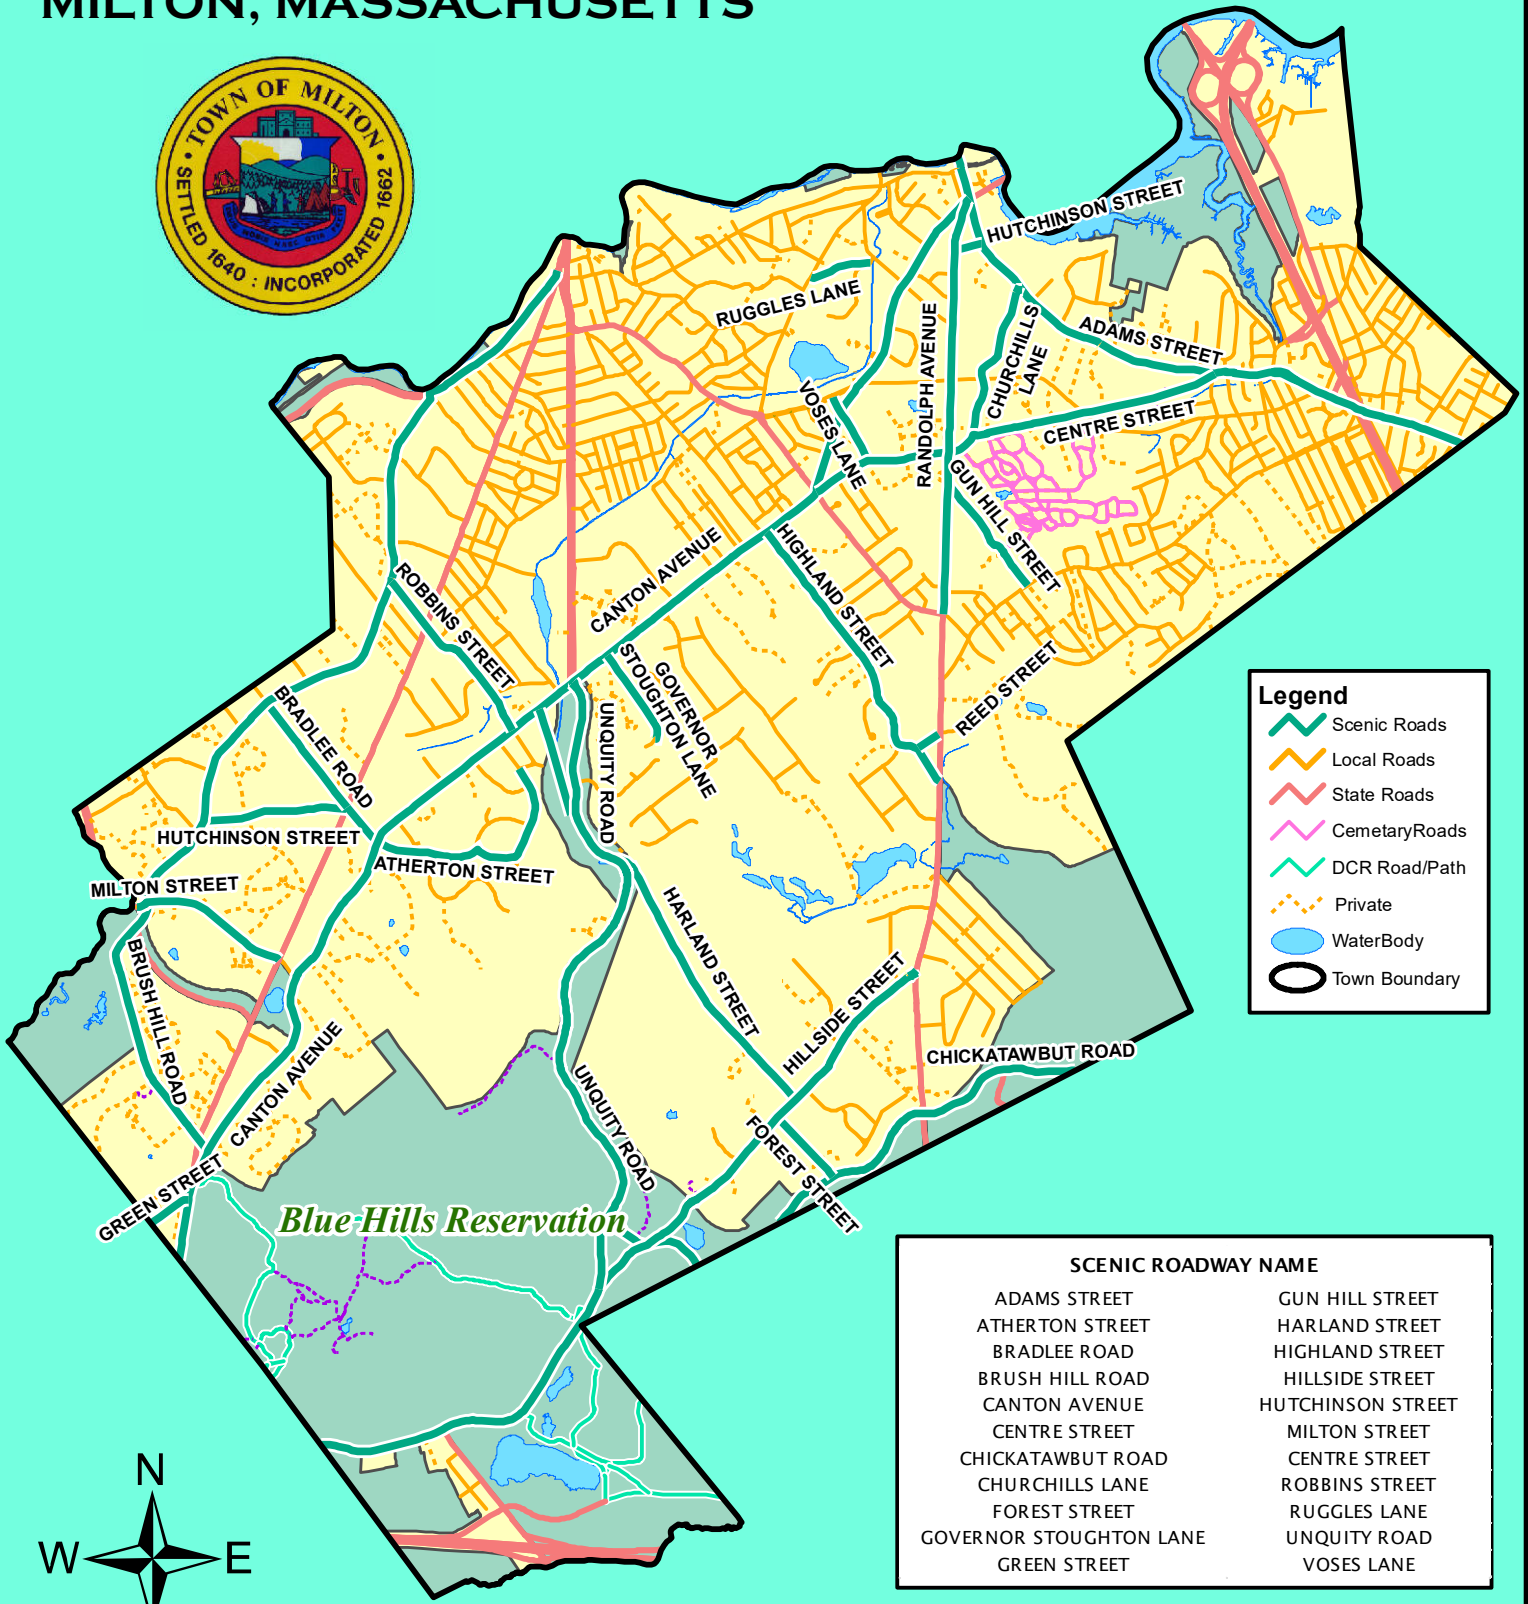 MILTON, MASSACHUSETTS
TOWN OF MILTON
SETTLED 1640 : INCORPORATED 1662
HUTCHINSON STREET
RUGGLES LANE
RANDOLPH AVENUE
CHURCHILLS
LANE
ADAMS STREET
VOSES LANE
CENTRE STREET
GUN HILL STREET
CANTON AVENUE
HIGHLAND STREET
ROBBINS STREET
GOVERNOR
STOUGHTON LANE
REED STREET
BRADLEE ROAD
UNQUITY ROAD
HUTCHINSON STREET
ATHERTON STREET
MILTON STREET
HARLAND STREET
BRUSH HILL ROAD
HILLSIDE STREET
CANTON AVENUE
CHICKATAWBUT ROAD
UNQUITY ROAD
FOREST STREET
GREEN STREET
Blue Hills Reservation
Legend
Scenic Roads
Local Roads
State Roads
CemetaryRoads
DCR Road/Path
Private
WaterBody
Town Boundary
SCENIC ROADWAY NAME
ADAMS STREET
ATHERTON STREET
BRADLEE ROAD
BRUSH HILL ROAD
CANTON AVENUE
CENTRE STREET
CHICKATAWBUT ROAD
CHURCHILLS LANE
FOREST STREET
GOVERNOR STOUGHTON LANE
GREEN STREET
GUN HILL STREET
HARLAND STREET
HIGHLAND STREET
HILLSIDE STREET
HUTCHINSON STREET
MILTON STREET
CENTRE STREET
ROBBINS STREET
RUGGLES LANE
UNQUITY ROAD
VOSES LANE
N
W
E